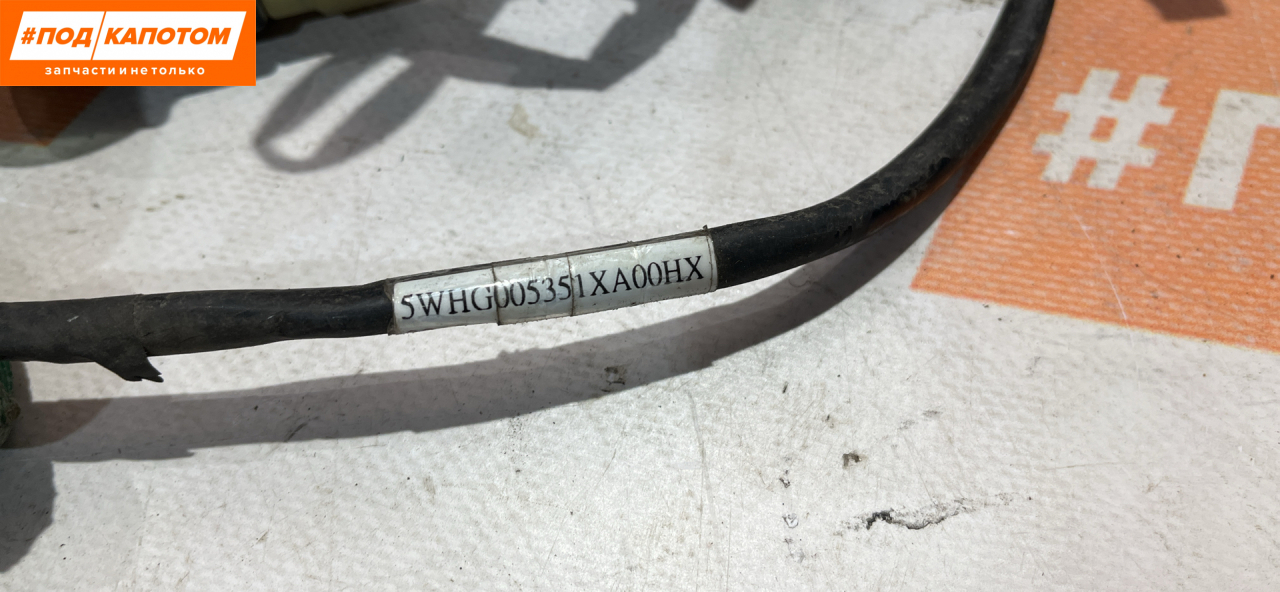 #ПОД КАПОТОМ
запчасти и не только
5WHG005351XA00HX
#П